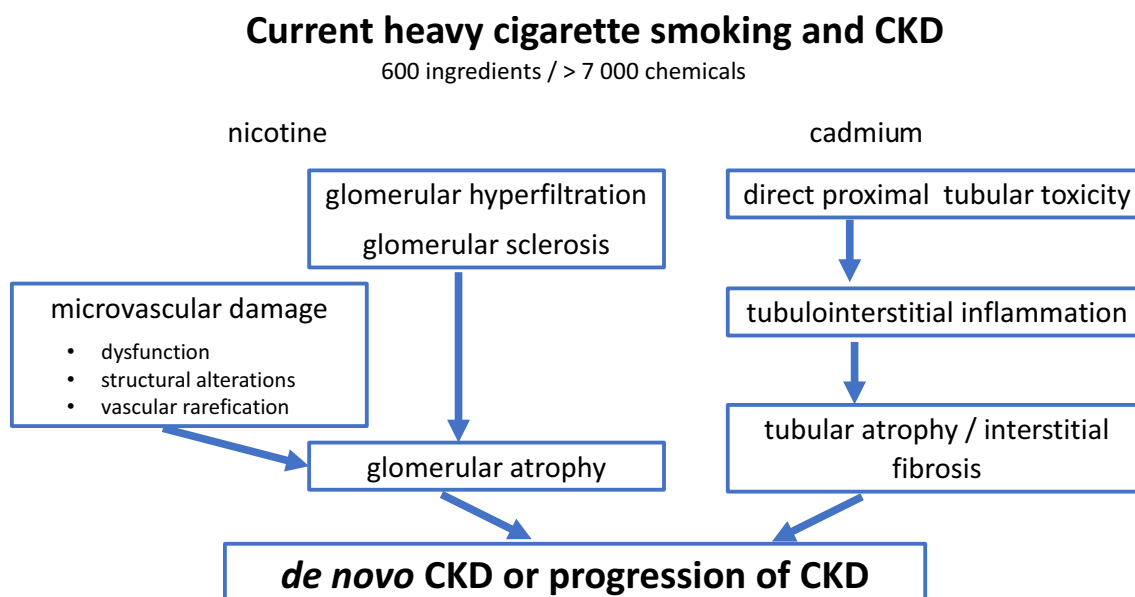 Current heavy cigarette smoking and CKD
600 ingredients / > 7 000 chemicals
nicotine
cadmium
glomerular hyperfiltration
glomerular sclerosis
direct proximal tubular toxicity
microvascular damage
• dysfunction
• structural alterations
• vascular rarefication
tubulointerstitial inflammation
glomerular atrophy
tubular atrophy / interstitial
fibrosis
de novo CKD or progression of CKD